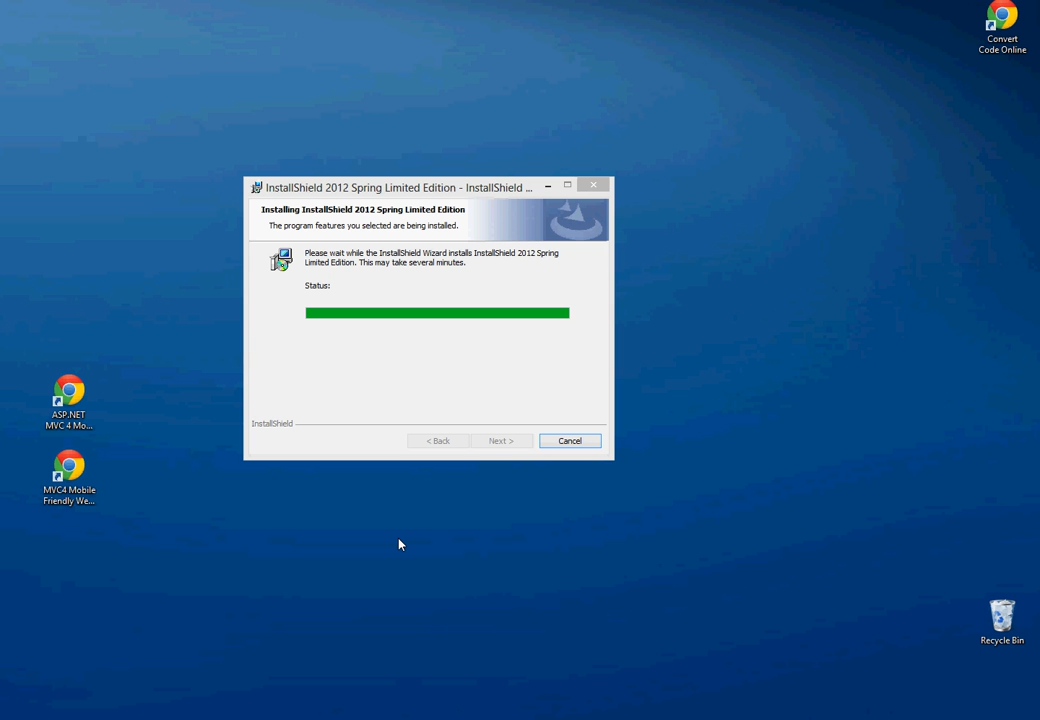 Convert
Code Online
InstallShield 2012 Spring Limited Edition - InstallShield ...
Installing InstallShield 2012 Spring Limited Edition
The program features you selected are being installed.
Please wait while the InstallShield Wizard installs InstallShield 2012 Spring
Limited Edition. This may take several minutes.
Status:
InstallShield
< Back
Next >
Cancel
ASP.NET
MVC 4 Mo...
MVC4 Mobile
Friendly We...
Recycle Bin